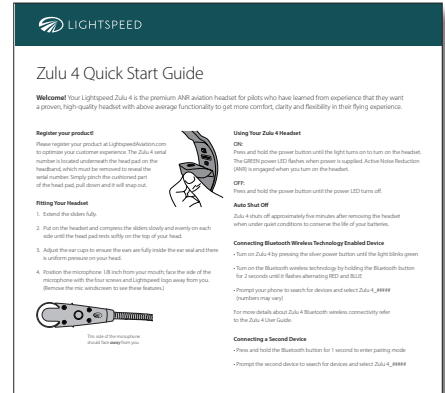 LIGHTSPEED
Zulu 4 Quick Start Guide
Welcome! Your Lightspeed Zulu 4 is the premium ANR aviation headset for pilots who have learned from experience that they want
a proven, high-quality headset with above average functionality to get more comfort, clarity and flexibility in their flying experience.
Register your product!
Please register your product at LightspeedAviation.com
to optimize your customer experience. The Zulu 4 serial
number is located underneath the head pad on the
headband, which must be removed to reveal the
serial number. Simply pinch the cushioned part
of the head pad, pull down and it will snap out.
Fitting Your Headset
1. Extend the sliders fully.
2. Put on the headset and compress the sliders slowly and evenly on each
side until the head pad rests softly on the top of your head.
3. Adjust the ear cups to ensure the ears are fully inside the ear seal and there
is uniform pressure on your head.
4. Position the microphone 1/8 inch from your mouth; face the side of the
microphone with the four screws and Lightspeed logo away from you.
(Remove the mic windscreen to see these features.)
This side of the microphone
should face away from you.
Using Your Zulu 4 Headset
ON:
Press and hold the power button until the light turns on to turn on the headset.
The GREEN power LED flashes when power is supplied. Active Noise Reduction
(ANR) is engaged when you turn on the headset.
OFF:
Press and hold the power button until the power LED turns off.
Auto Shut Off
Zulu 4 shuts off approximately five minutes after removing the headset
when under quiet conditions to conserve the life of your batteries.
Connecting Bluetooth Wireless Technology Enabled Device
• Turn on Zulu 4 by pressing the silver power button until the light blinks green
• Turn on the Bluetooth wireless technology by holding the Bluetooth button
for 2 seconds until it flashes alternating RED and BLUE
• Prompt your phone to search for devices and select Zulu 4_#####
(numbers may vary)
For more details about Zulu 4 Bluetooth wireless connectivity refer
to the Zulu 4 User Guide.
Connecting a Second Device
• Press and hold the Bluetooth button for 1 second to enter pairing mode
• Prompt the second device to search for devices and select Zulu 4_#####